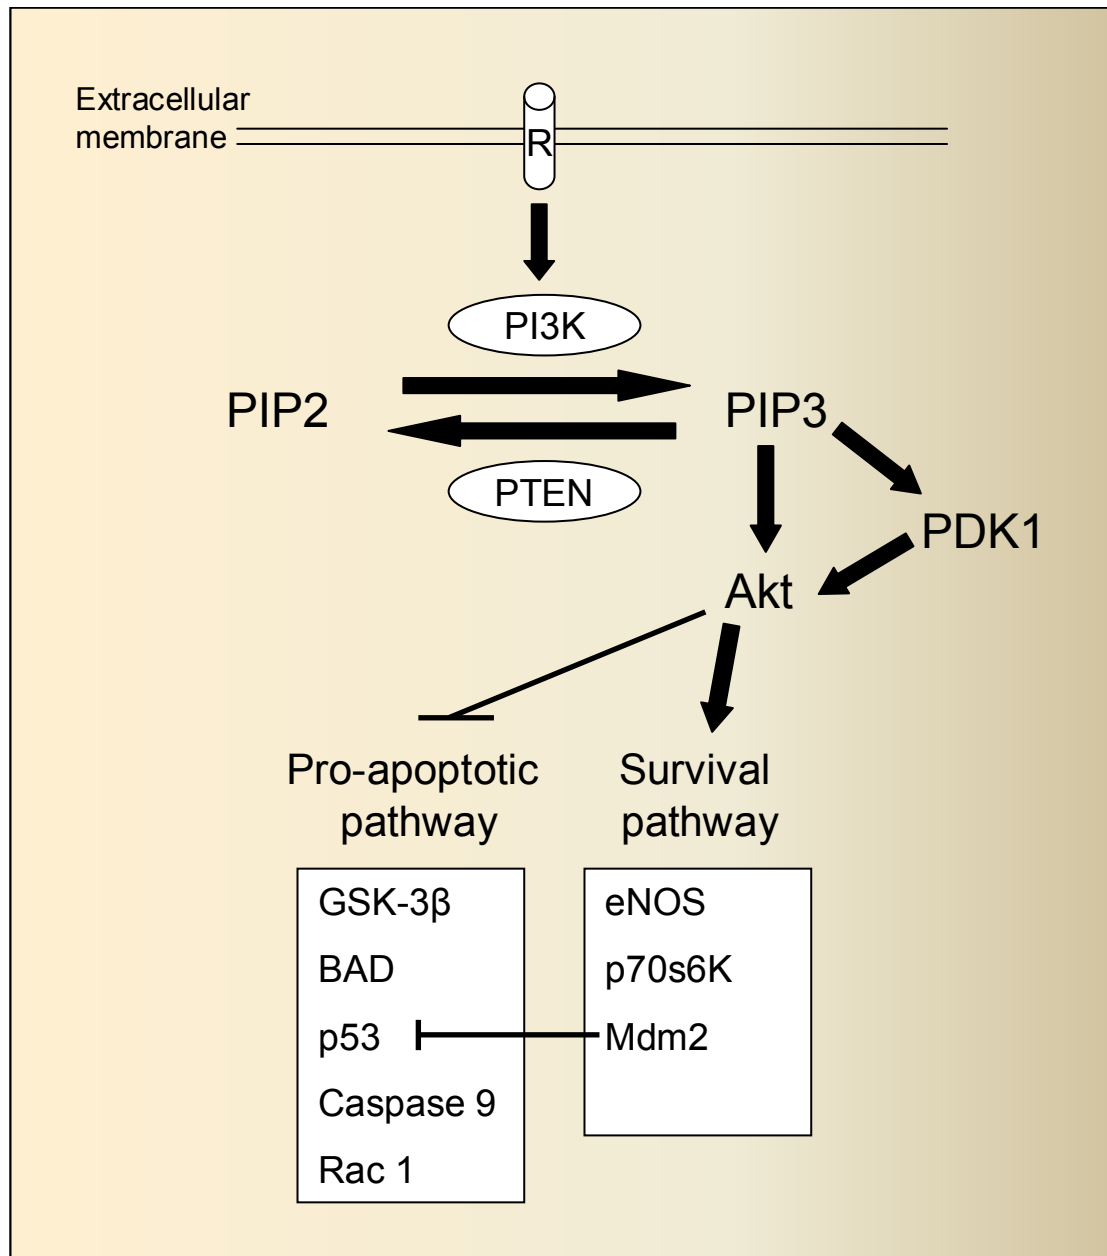 Extracellular
membrane
R
PI3K
PIP2
PIP3
PTEN
PDK1
Akt
Pro-apoptotic
pathway
Survival
pathway
GSK-3β
BAD
p53
Caspase 9
Rac 1
eNOS
p70s6K
Mdm2